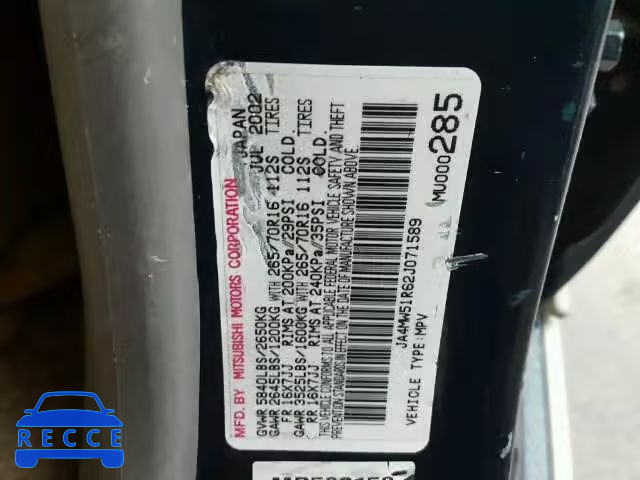 MFD. BY MITSUBISHI MOTORS CORPORATION JAPAN
JUL 2002
GVWR 5840LBS/2650KG
GAWR 2645LBS/1200KG WITH 265/70R16 112S TIRES
FR 16X7JJ RIMS AT 200KPa/29PSI COLD.
GAWR 3525LBS/1600KG WITH 265/70R16 112S TIRES
RR 16X7JJ RIMS AT 240KPa/35PSI COLD.
THIS VEHICLE CONFORMS TO ALL APPLICABLE FEDERAL MOTOR VEHICLE SAFETY AND THEFT
PREVENTION STANDARDS IN EFFECT ON THE DATE OF MANUFACTURE SHOWN ABOVE.
JA4MW51R62J071589 MU000285
VEHICLE TYPE:MPV
RECCE